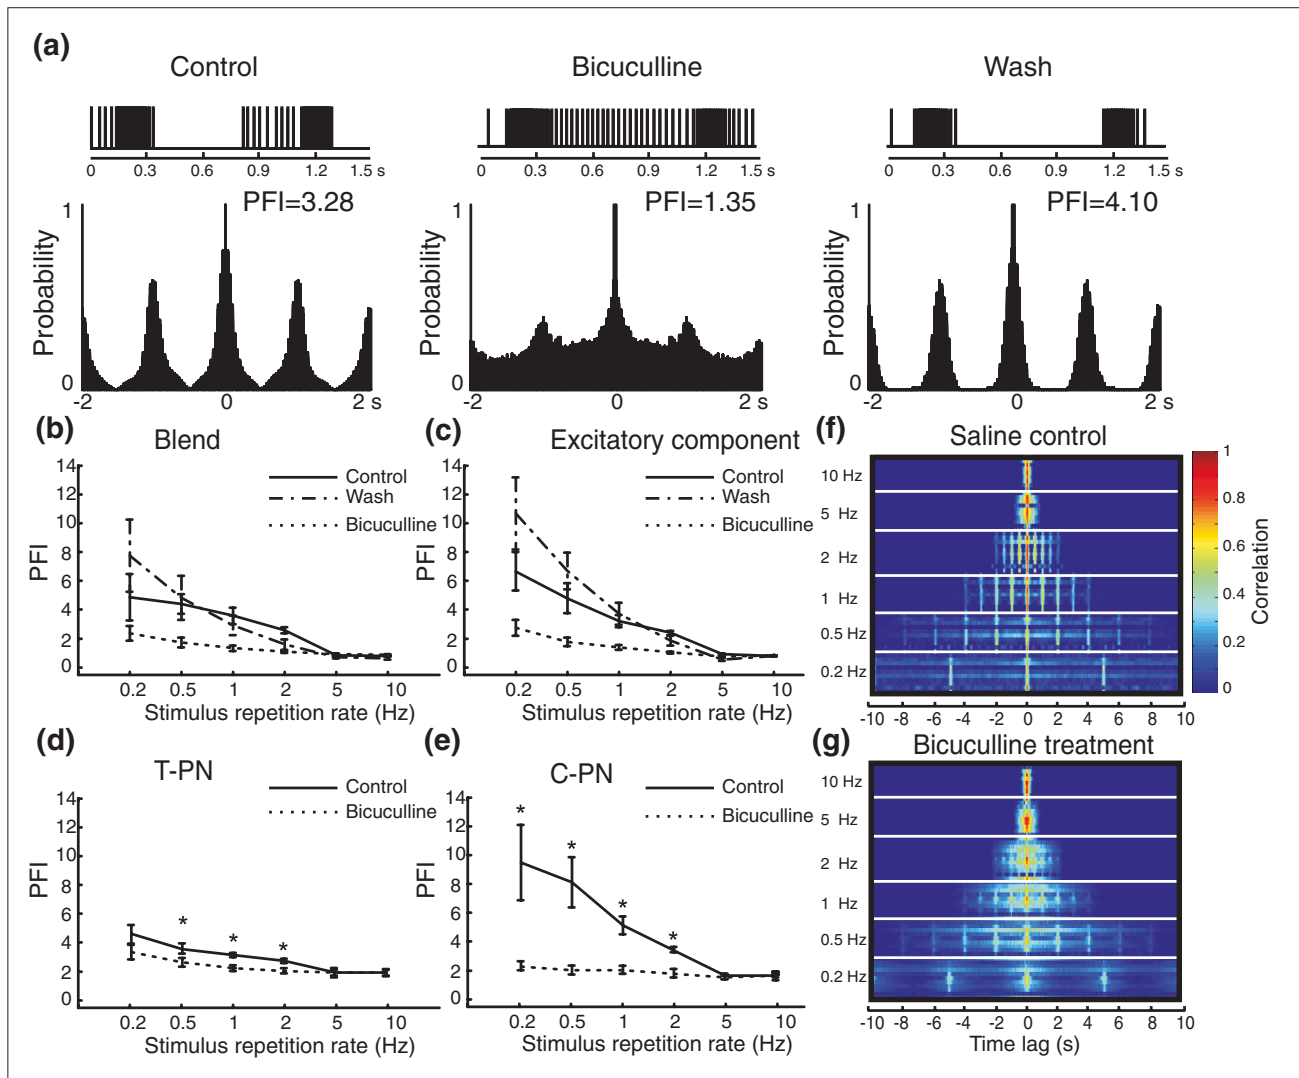 (a)
Control
Bicuculline
Wash
0 0.3 0.6 0.9 1.2 1.5 s
0 0.3 0.6 0.9 1.2 1.5 s
0 0.3 0.6 0.9 1.2 1.5 s
PFI=3.28
PFI=1.35
PFI=4.10
1
Probability
0
-2 0 2 s
1
Probability
0
-2 0 2 s
1
Probability
0
-2 0 2 s
(b)
Blend
14
12
10
8
6
4
2
0
PFI
Control
Wash
Bicuculline
0.2 0.5 1 2 5 10
Stimulus repetition rate (Hz)
(c)
Excitatory component
14
12
10
8
6
4
2
0
PFI
Control
Wash
Bicuculline
0.2 0.5 1 2 5 10
Stimulus repetition rate (Hz)
(f)
Saline control
10 Hz
5 Hz
2 Hz
1 Hz
0.5 Hz
0.2 Hz
-10 -8 -6 -4 -2 0 2 4 6 8 10
1
0.8
0.6
0.4
0.2
0
Correlation
(d)
T-PN
14
12
10
8
6
4
2
0
PFI
Control
Bicuculline
* * *
0.2 0.5 1 2 5 10
Stimulus repetition rate (Hz)
(e)
C-PN
14
12
10
8
6
4
2
0
PFI
Control
Bicuculline
* * * *
0.2 0.5 1 2 5 10
Stimulus repetition rate (Hz)
(g)
Bicuculline treatment
10 Hz
5 Hz
2 Hz
1 Hz
0.5 Hz
0.2 Hz
-10 -8 -6 -4 -2 0 2 4 6 8 10
Time lag (s)